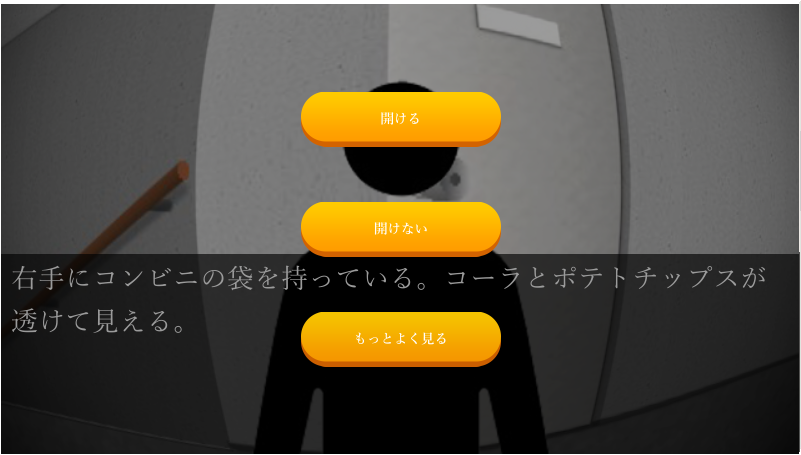 開ける
開けない
右手にコンビニの袋を持っている。コーラとポテトチップスが
透けて見える。
もっとよく見る